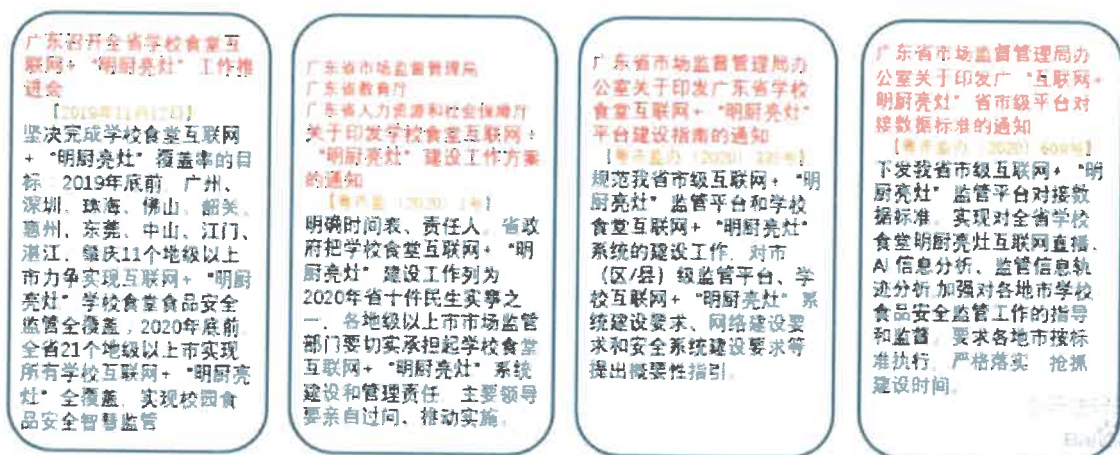 广东召开全省学校食堂互
联网+“明厨亮灶”工作推
进会
【2019年11月12日】
坚决完成学校食堂互联网
+“明厨亮灶”覆盖率的目
标 2019年底前 广州、
深圳、珠海、佛山、韶关、
惠州、东莞、中山、江门、
湛江、肇庆11个地级以上
市力争实现互联网+“明厨
亮灶”学校食堂食品安全
监管全覆盖，2020年底前
全省21个地级以上市实现
所有学校互联网+“明厨亮
灶”全覆盖 实现校园食
品安全智慧监管
广东省市场监督管理局
广东省教育厅
广东省人力资源和社会保障厅
关于印发学校食堂互联网+
“明厨亮灶”建设工作方案
的通知
【粤市监〔2020〕1号】
明确时间表、责任人 省政
府把学校食堂互联网+“明
厨亮灶”建设工作列为
2020年省十件民生实事之
一，各地级以上市市场监管
部门要切实承担起学校食堂
互联网+“明厨亮灶”系统
建设和管理责任 主要领导
要亲自过问、推动实施。
广东省市场监督管理局办
公室关于印发广东省学校
食堂互联网+“明厨亮灶”
平台建设指南的通知
【粤市监办〔2020〕335号】
规范我省市级互联网+“明
厨亮灶”监管平台和学校
食堂互联网+“明厨亮灶”
系统的建设工作 对市
（区/县）级监管平台、学
校互联网+“明厨亮灶”系
统建设要求、网络建设要
求和安全系统建设要求等
提出概要性指引。
广东省市场监督管理局办
公室关于印发广“互联网+
明厨亮灶”省市级平台对
接数据标准的通知
【粤市监办〔2020〕609号】
下发我省市级互联网+“明
厨亮灶”监管平台对接数
据标准 实现对全省学校
食堂明厨亮灶互联网直播、
AI 信息分析、监管信息轨
迹分析 加强对各地市学校
食品安全监管工作的指导
和监督 要求各地市按标
准执行 严格落实 抢抓
建设时间。